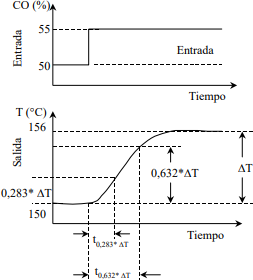 CO (%)
55
Entrada
Entrada
50
Tiempo
T (°C)
156
Salida
0,632*ΔT
ΔT
0,283* ΔT
150
Tiempo
t0,283* ΔT
t0,632* ΔT